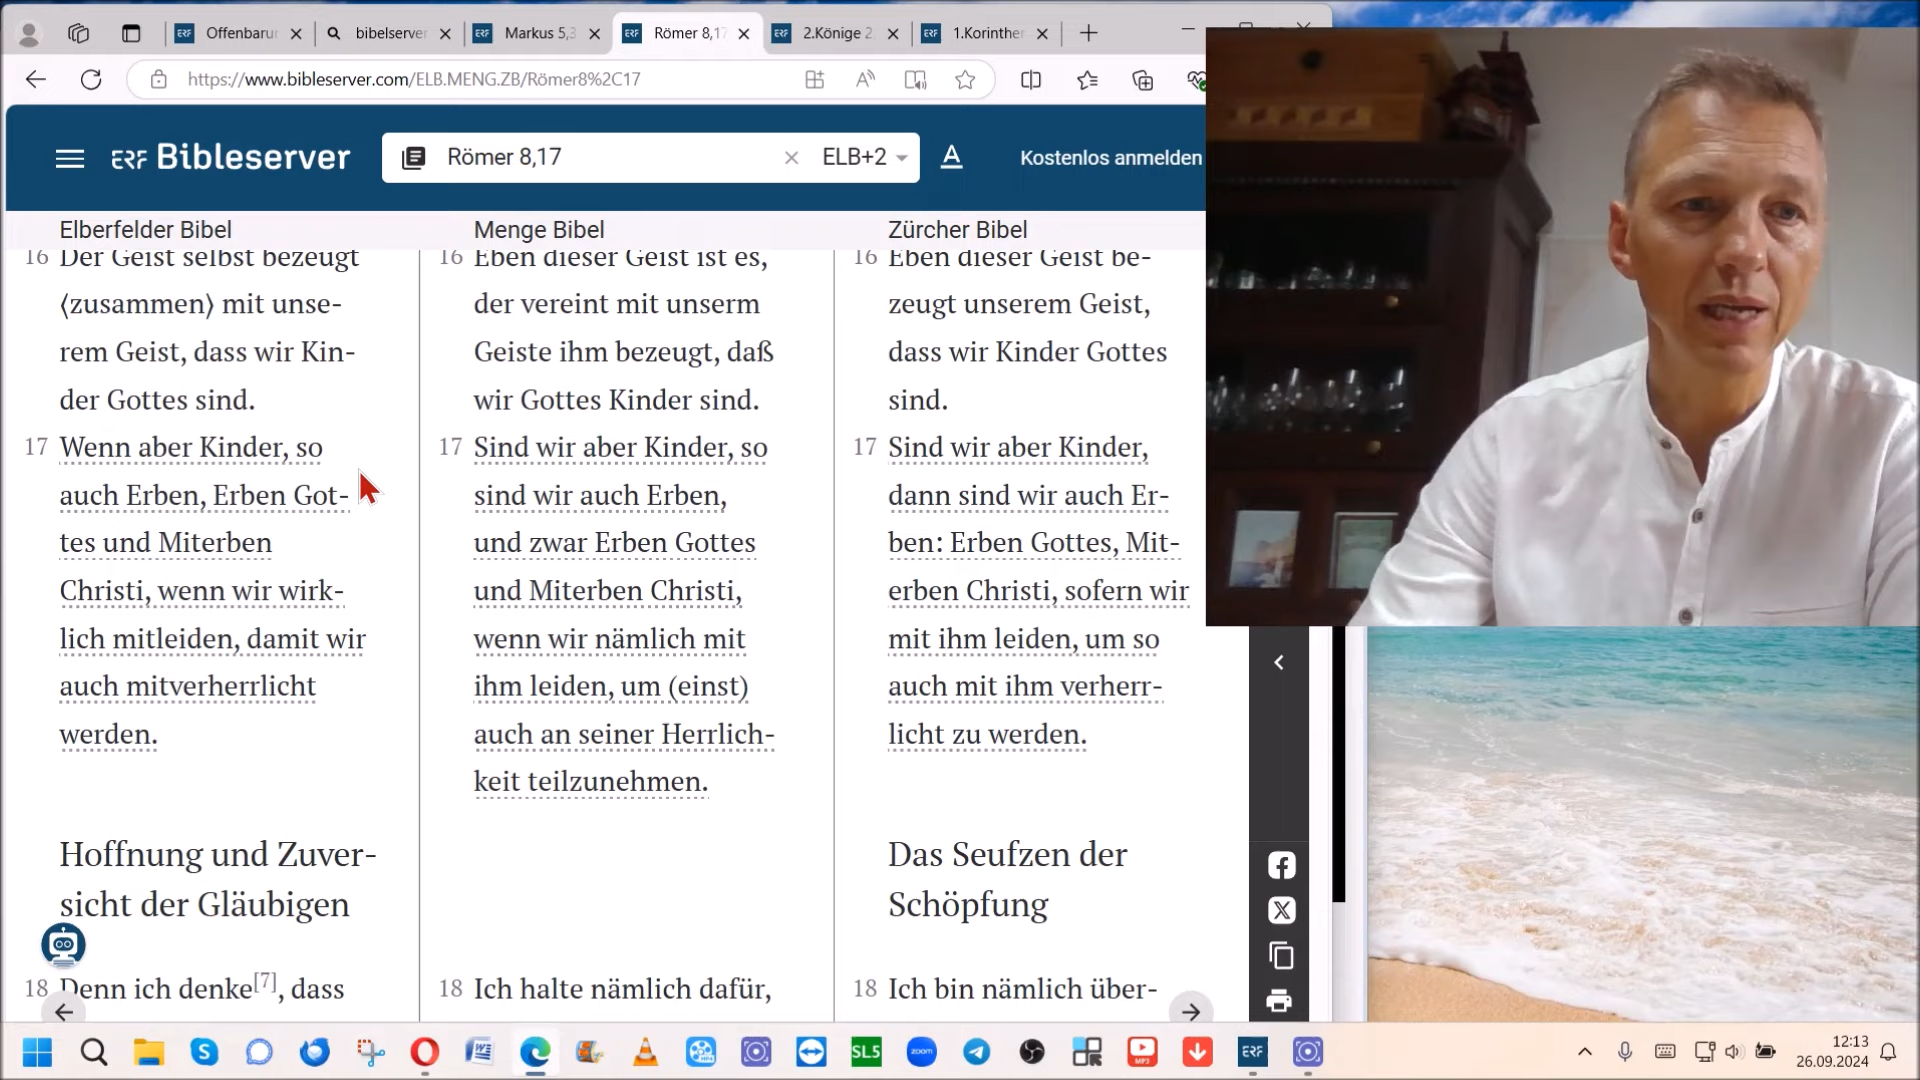 Offenbaru
bibelserver
Markus 5,3
Römer 8,17
2.Könige 2
1.Korinther
https://www.bibleserver.com/ELB.MENG.ZB/Römer8%2C17
ERF Bibleserver
Römer 8,17
ELB+2
A
Kostenlos anmelden
Elberfelder Bibel
16 Der Geist selbst bezeugt
⟨zusammen⟩ mit unse-
rem Geist, dass wir Kin-
der Gottes sind.
17 Wenn aber Kinder, so
auch Erben, Erben Got-
tes und Miterben
Christi, wenn wir wirk-
lich mitleiden, damit wir
auch mitverherrlicht
werden.
Hoffnung und Zuver-
sicht der Gläubigen
18 Denn ich denke[7], dass
Menge Bibel
16 Eben dieser Geist ist es,
der vereint mit unserm
Geiste ihm bezeugt, daß
wir Gottes Kinder sind.
17 Sind wir aber Kinder, so
sind wir auch Erben,
und zwar Erben Gottes
und Miterben Christi,
wenn wir nämlich mit
ihm leiden, um (einst)
auch an seiner Herrlich-
keit teilzunehmen.
18 Ich halte nämlich dafür,
Zürcher Bibel
16 Eben dieser Geist be-
zeugt unserem Geist,
dass wir Kinder Gottes
sind.
17 Sind wir aber Kinder,
dann sind wir auch Er-
ben: Erben Gottes, Mit-
erben Christi, sofern wir
mit ihm leiden, um so
auch mit ihm verherr-
licht zu werden.
Das Seufzen der
Schöpfung
18 Ich bin nämlich über-
SL5
zoom
MP3
ERF
12:13
26.09.2024